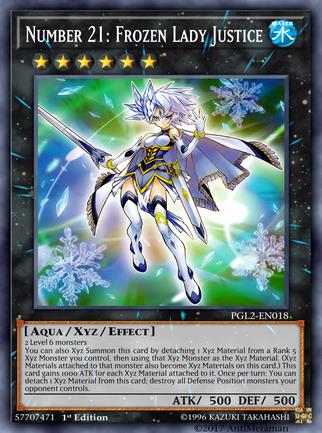 Number 21: Frozen Lady Justice
WATER
水
PGL2-EN018
[Aqua / Xyz / Effect]
2 Level 6 monsters
You can also Xyz Summon this card by detaching 1 Xyz Material from a Rank 5
Xyz Monster you control, then using that Xyz Monster as the Xyz Material. (Xyz
Materials attached to that monster also become Xyz Materials on this card.) This
card gains 1000 ATK for each Xyz Material attached to it. Once per turn: You can
detach 1 Xyz Material from this card; destroy all Defense Position monsters your
opponent controls.
ATK/ 500 DEF/ 500
57707471 1st Edition ©1996 KAZUKI TAKAHASHI
©2017 AntiMetaman